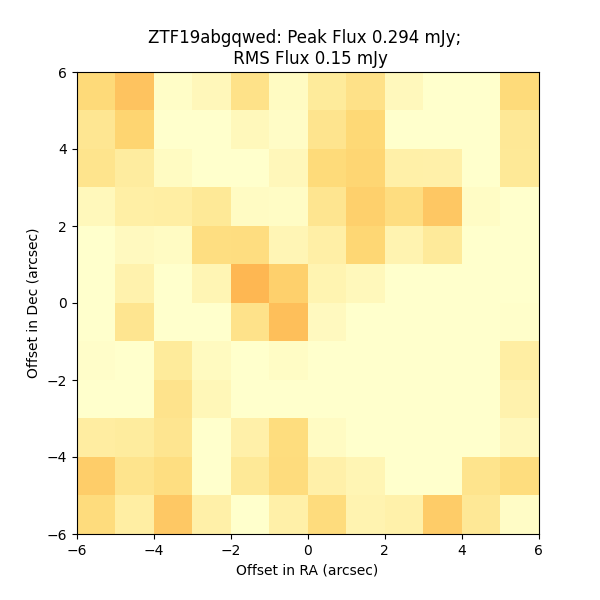 ZTF19abgqwed: Peak Flux 0.294 mJy;
RMS Flux 0.15 mJy
6
4
2
0
−2
−4
−6
Offset in Dec (arcsec)
−6 −4 −2 0 2 4 6
Offset in RA (arcsec)